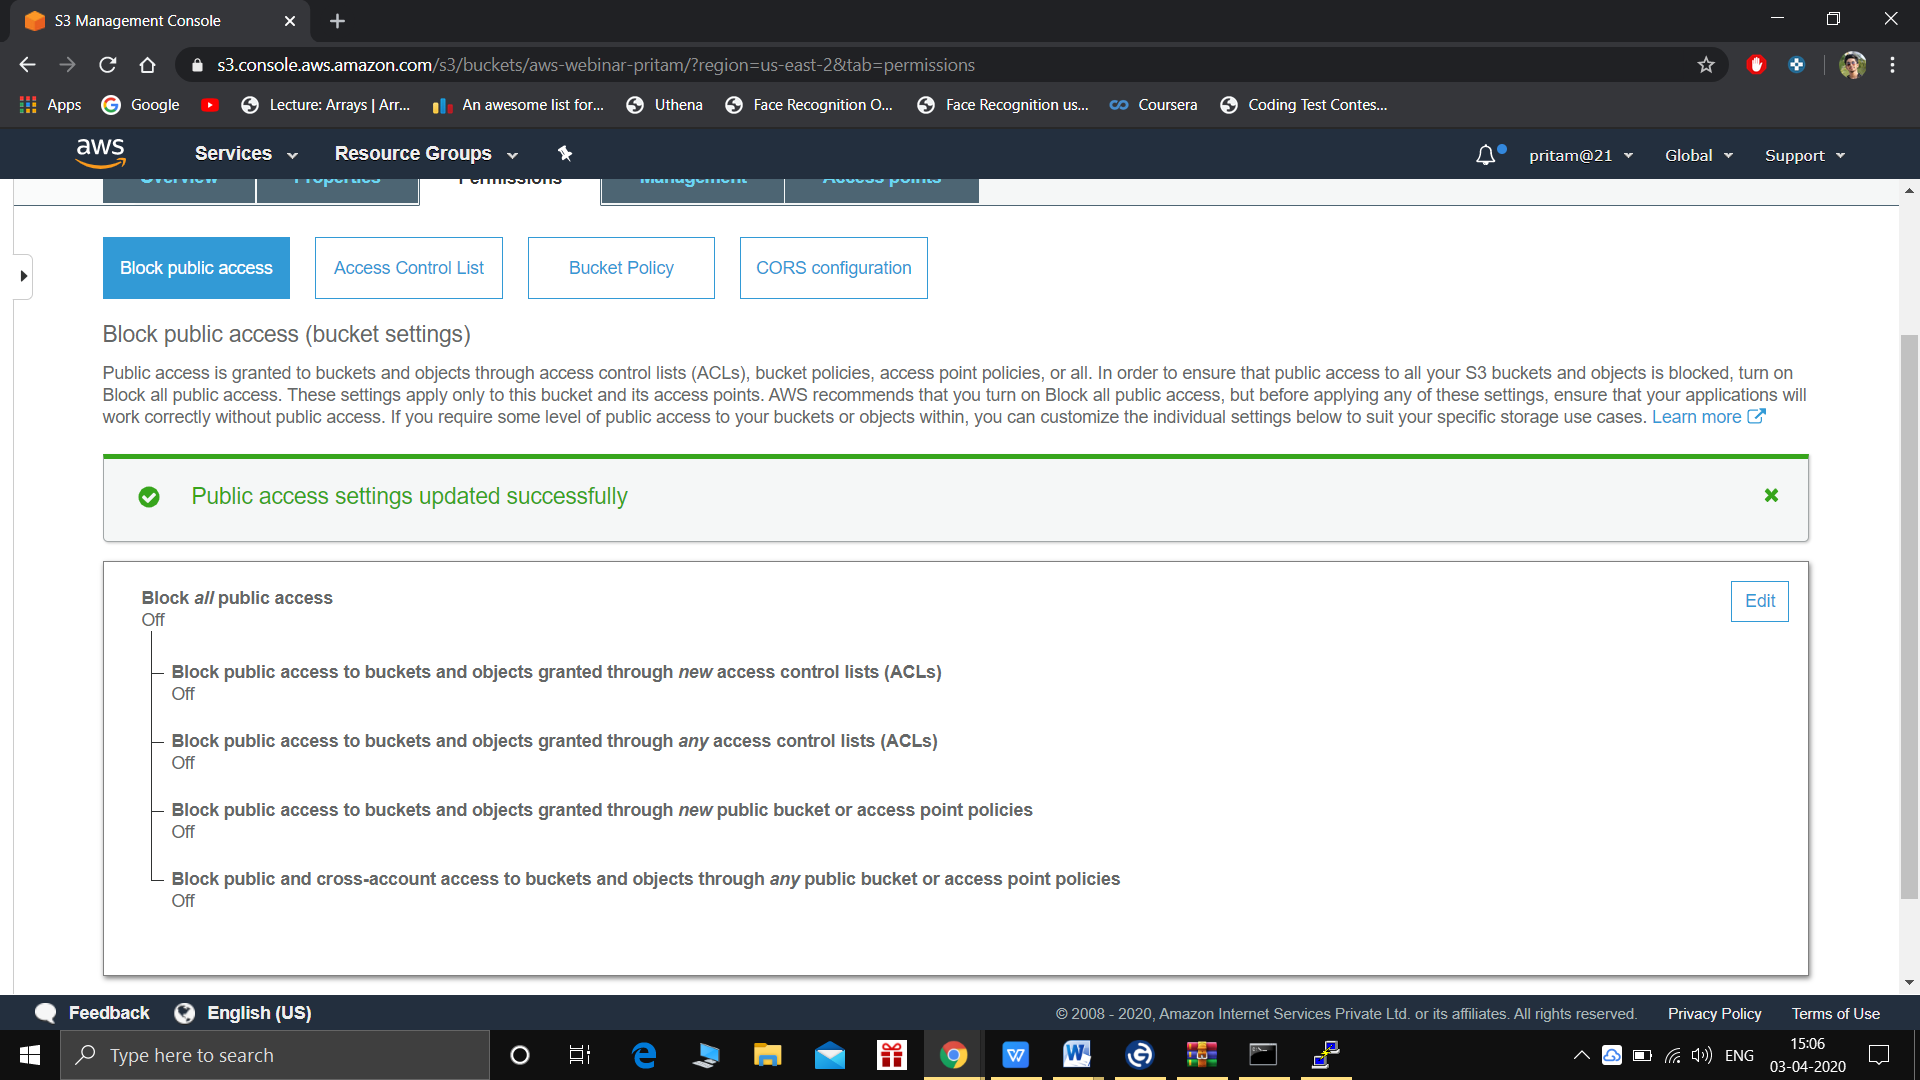 S3 Management Console
s3.console.aws.amazon.com/s3/buckets/aws-webinar-pritam/?region=us-east-2&tab=permissions
Apps Google Lecture: Arrays | Arr... An awesome list for... Uthena Face Recognition O... Face Recognition us... Coursera Coding Test Contes...
aws Services Resource Groups pritam@21 Global Support
Overview Properties Permissions Management Access points
Block public access Access Control List Bucket Policy CORS configuration
Block public access (bucket settings)
Public access is granted to buckets and objects through access control lists (ACLs), bucket policies, access point policies, or all. In order to ensure that public access to all your S3 buckets and objects is blocked, turn on
Block all public access. These settings apply only to this bucket and its access points. AWS recommends that you turn on Block all public access, but before applying any of these settings, ensure that your applications will
work correctly without public access. If you require some level of public access to your buckets or objects within, you can customize the individual settings below to suit your specific storage use cases. Learn more
Public access settings updated successfully
Block all public access
Edit
Off
Block public access to buckets and objects granted through new access control lists (ACLs)
Off
Block public access to buckets and objects granted through any access control lists (ACLs)
Off
Block public access to buckets and objects granted through new public bucket or access point policies
Off
Block public and cross-account access to buckets and objects through any public bucket or access point policies
Off
Feedback English (US) © 2008 - 2020, Amazon Internet Services Private Ltd. or its affiliates. All rights reserved. Privacy Policy Terms of Use
Type here to search
ENG
15:06
03-04-2020